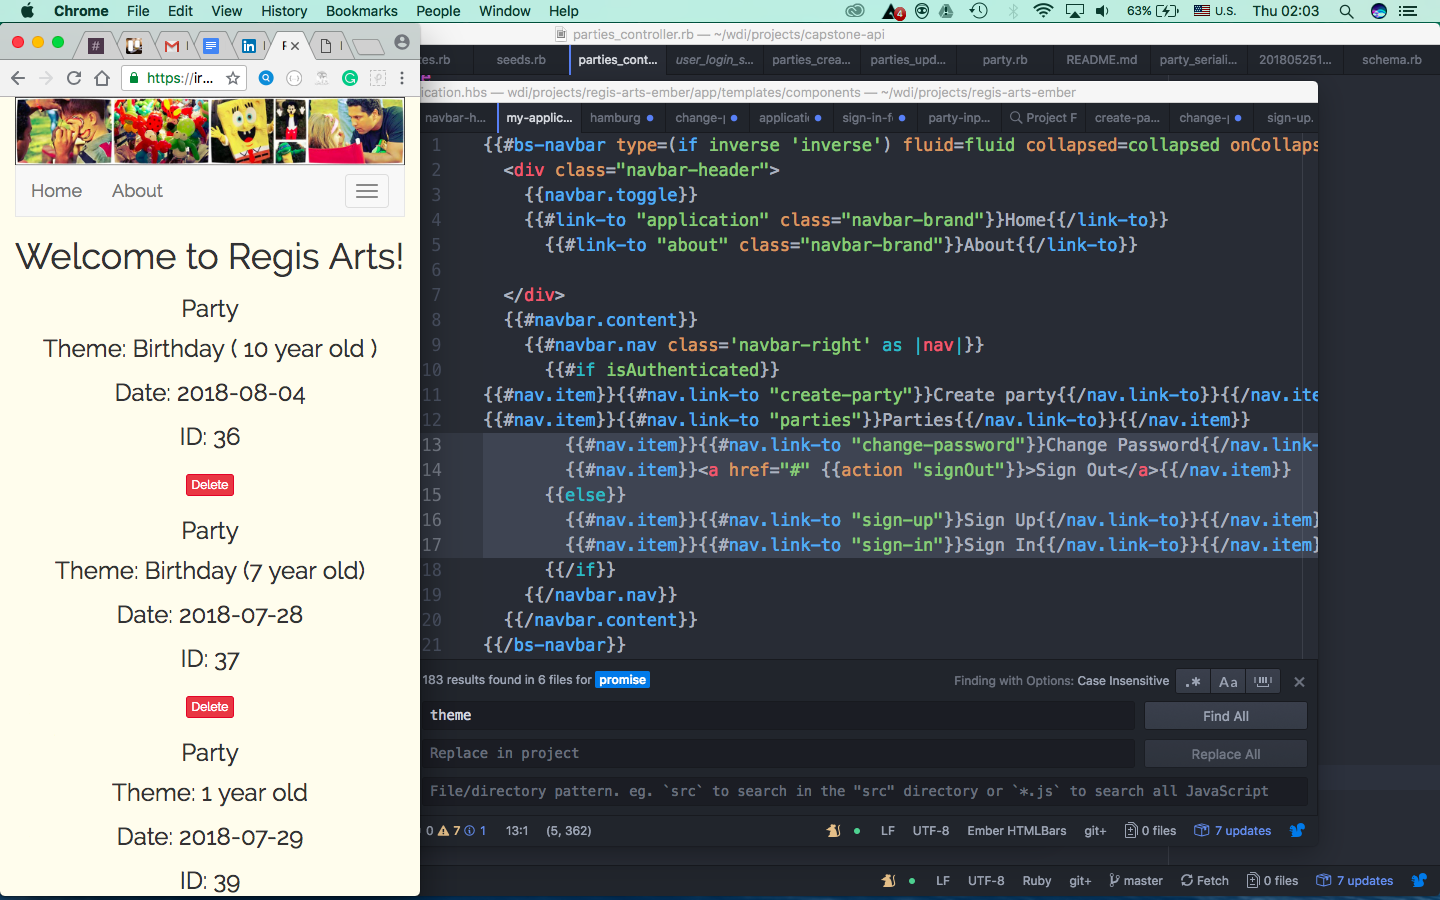 Chrome File Edit View History Bookmarks People Window Help
4 63% U.S. Thu 02:03
https://ir...
Home About
Welcome to Regis Arts!
Party
Theme: Birthday ( 10 year old )
Date: 2018-08-04
ID: 36
Delete
Party
Theme: Birthday (7 year old)
Date: 2018-07-28
ID: 37
Delete
Party
Theme: 1 year old
Date: 2018-07-29
ID: 39
parties_controller.rb — ~/wdi/projects/capstone-api
es.rb seeds.rb parties_cont... user_login_s... parties_crea... parties_upd... party.rb README.md party_seriali... 201805251... schema.rb
ication.hbs — wdi/projects/regis-arts-ember/app/templates/components — ~/wdi/projects/regis-arts-ember
navbar-h... my-applic... hamburg change-p applicatic sign-in-f party-inp... Project F create-pa... change-p sign-up.
1 {{#bs-navbar type=(if inverse 'inverse') fluid=fluid collapsed=collapsed onCollaps
2 <div class="navbar-header">
3 {{navbar.toggle}}
4 {{#link-to "application" class="navbar-brand"}}Home{{/link-to}}
5 {{#link-to "about" class="navbar-brand"}}About{{/link-to}}
6
7 </div>
8 {{#navbar.content}}
9 {{#navbar.nav class='navbar-right' as |nav|}}
10 {{#if isAuthenticated}}
11 {{#nav.item}}{{#nav.link-to "create-party"}}Create party{{/nav.link-to}}{{/nav.ite
12 {{#nav.item}}{{#nav.link-to "parties"}}Parties{{/nav.link-to}}{{/nav.item}}
13 {{#nav.item}}{{#nav.link-to "change-password"}}Change Password{{/nav.link-
14 {{#nav.item}}<a href="#" {{action "signOut"}}>Sign Out</a>{{/nav.item}}
15 {{else}}
16 {{#nav.item}}{{#nav.link-to "sign-up"}}Sign Up{{/nav.link-to}}{{/nav.item}
17 {{#nav.item}}{{#nav.link-to "sign-in"}}Sign In{{/nav.link-to}}{{/nav.item}
18 {{/if}}
19 {{/navbar.nav}}
20 {{/navbar.content}}
21 {{/bs-navbar}}
183 results found in 6 files for promise Finding with Options: Case Insensitive .* Aa
theme Find All
Replace in project Replace All
File/directory pattern. eg. `src` to search in the "src" directory or `*.js` to search all JavaScript
0 7 1 13:1 (5, 362) LF UTF-8 Ember HTMLBars git+ 0 files 7 updates
LF UTF-8 Ruby git+ master Fetch 0 files 7 updates